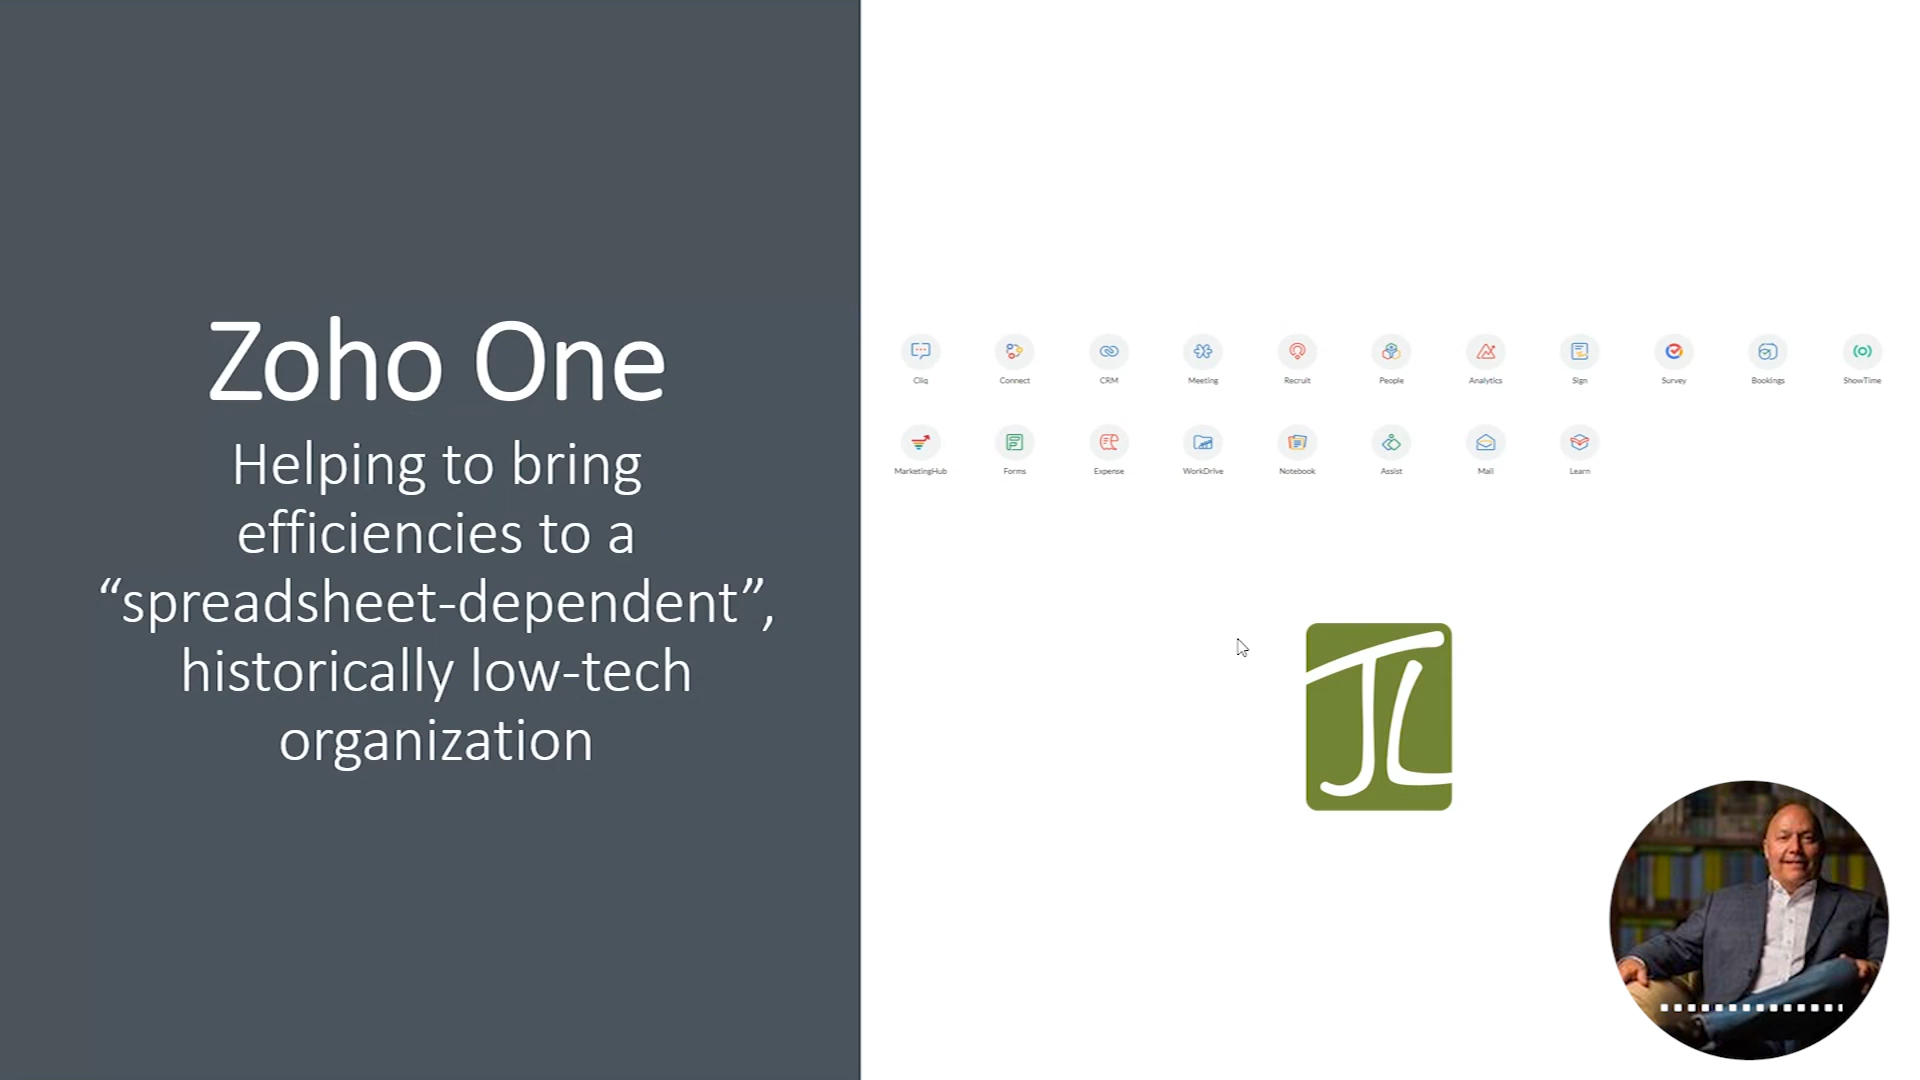 Zoho One
Helping to bring
efficiencies to a
“spreadsheet-dependent”,
historically low-tech
organization
Cliq Connect CRM Meeting Recruit People Analytics Sign Survey Bookings ShowTime
MarketingHub Forms Expense WorkDrive Notebook Assist Mail Learn
JL